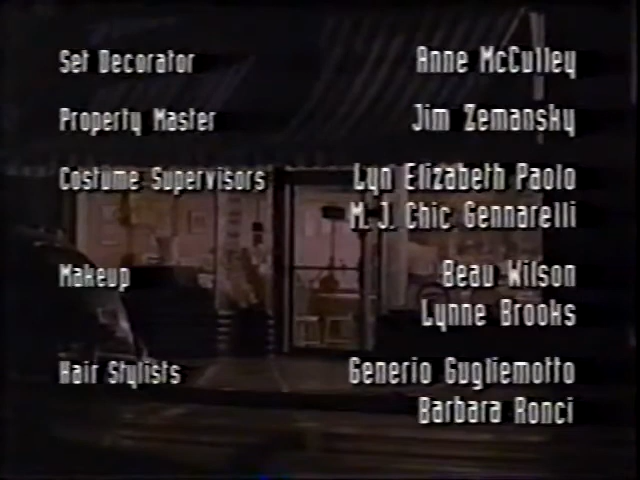 Set Decorator Anne McCulley
Property Master Jim Zemansky
Costume Supervisors Lyn Elizabeth Paolo
M. J. Chic Gennarelli
Makeup Beau Wilson
Lynne Brooks
Hair Stylists Generio Gugliemotto
Barbara Ronci